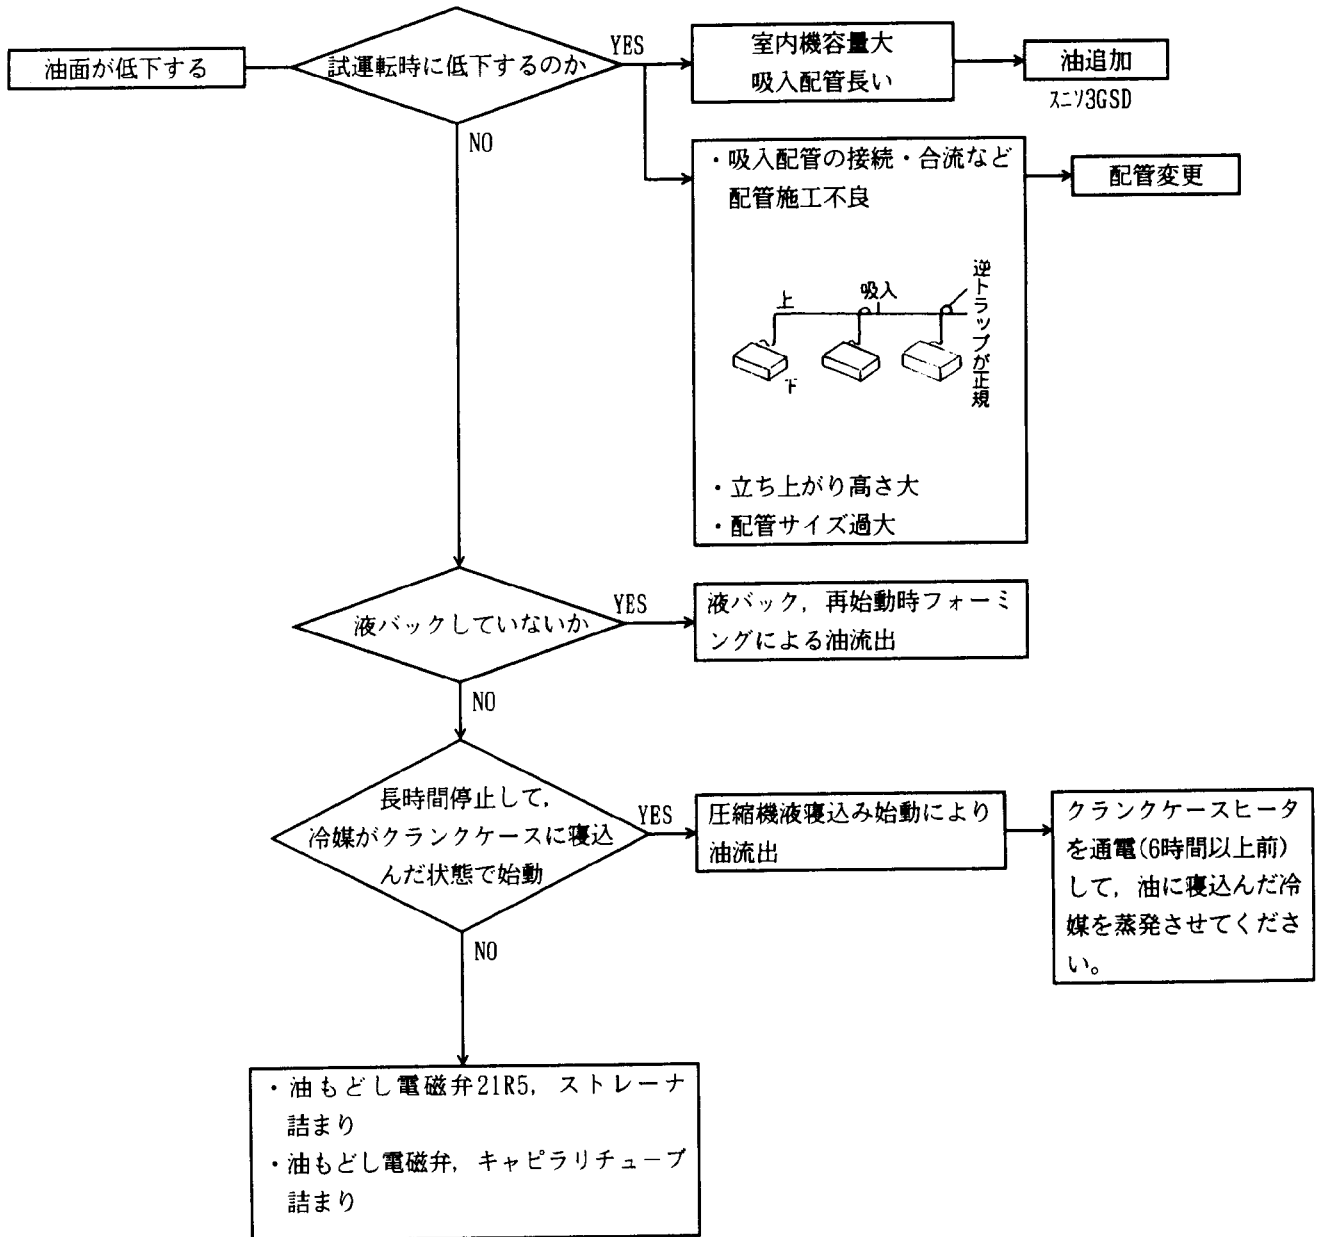 油面が低下する
試運転時に低下するのか
YES
室内機容量大
吸入配管長い
油追加
スニソ3GSD
NO
・吸入配管の接続・合流など
配管施工不良
配管変更
上
吸入
逆トラップが正規
下
・立ち上がり高さ大
・配管サイズ過大
液バックしていないか
YES
液バック，再始動時フォーミ
ングによる油流出
NO
長時間停止して，
冷媒がクランクケースに寝込
んだ状態で始動
YES
圧縮機液寝込み始動により
油流出
クランクケースヒータ
を通電(6時間以上前)
して，油に寝込んだ冷
媒を蒸発させてくださ
い。
NO
・油もどし電磁弁21R5，ストレーナ
詰まり
・油もどし電磁弁，キャピラリチューブ
詰まり